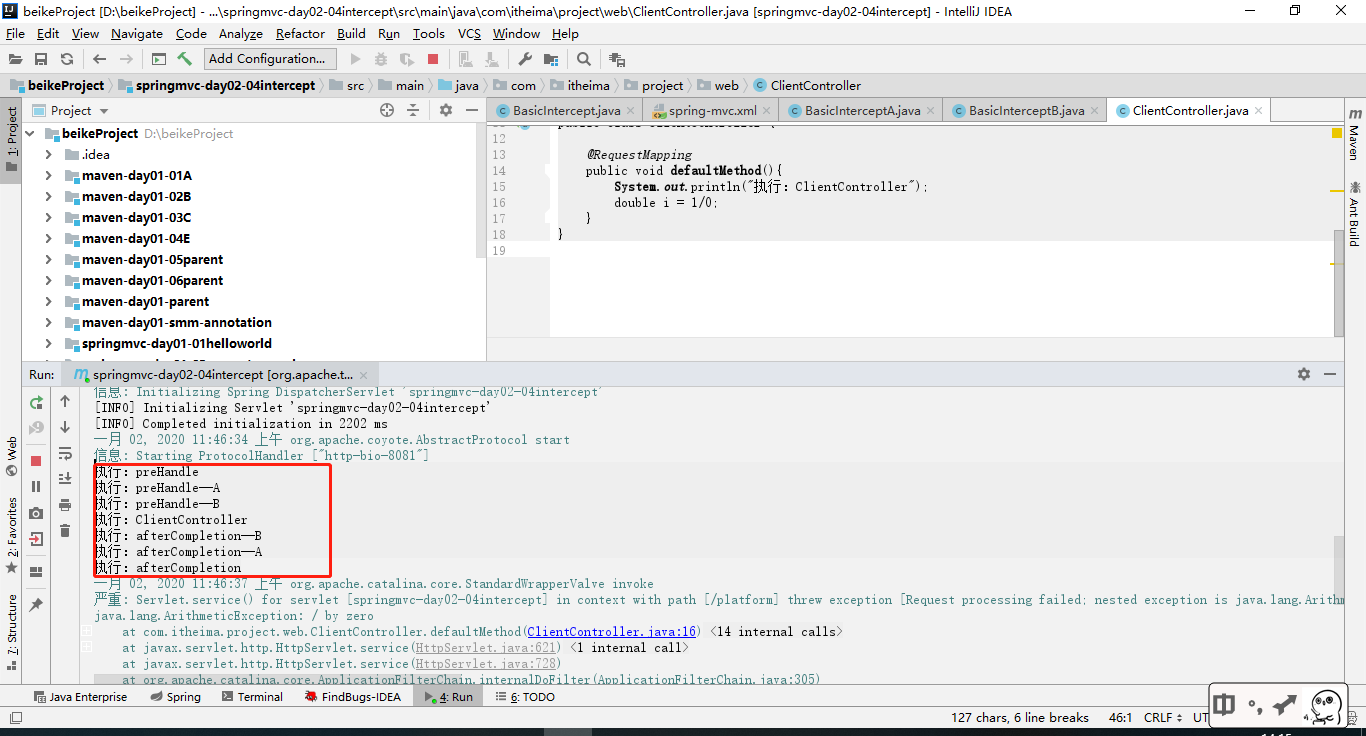 beikeProject [D:\beikeProject] - ...\springmvc-day02-04intercept\src\main\java\com\itheima\project\web\ClientController.java [springmvc-day02-04intercept] - IntelliJ IDEA
File Edit View Navigate Code Analyze Refactor Build Run Tools VCS Window Help
Add Configuration...
beikeProject springmvc-day02-04intercept src main java com itheima project web ClientController
1: Project
Project
BasicIntercept.java spring-mvc.xml BasicInterceptA.java BasicInterceptB.java ClientController.java
Maven
Ant Build
beikeProject D:\beikeProject
.idea
maven-day01-01A
maven-day01-02B
maven-day01-03C
maven-day01-04E
maven-day01-05parent
maven-day01-06parent
maven-day01-parent
maven-day01-smm-annotation
springmvc-day01-01helloworld
12
13 @RequestMapping
14 public void defaultMethod(){
15 System.out.println("执行：ClientController");
16 double i = 1/0;
17 }
18 }
19
Run: springmvc-day02-04intercept [org.apache.t...
信息: Initializing Spring DispatcherServlet 'springmvc-day02-04intercept'
[INFO] Initializing Servlet 'springmvc-day02-04intercept'
[INFO] Completed initialization in 2202 ms
一月 02, 2020 11:46:34 上午 org.apache.coyote.AbstractProtocol start
信息: Starting ProtocolHandler ["http-bio-8081"]
执行：preHandle
执行：preHandle——A
执行：preHandle——B
执行：ClientController
执行：afterCompletion——B
执行：afterCompletion——A
执行：afterCompletion
一月 02, 2020 11:46:37 上午 org.apache.catalina.core.StandardWrapperValve invoke
严重: Servlet.service() for servlet [springmvc-day02-04intercept] in context with path [/platform] threw exception [Request processing failed; nested exception is java.lang.Arithm
java.lang.ArithmeticException: / by zero
at com.itheima.project.web.ClientController.defaultMethod(ClientController.java:16) <14 internal calls>
at javax.servlet.http.HttpServlet.service(HttpServlet.java:621) <1 internal call>
at javax.servlet.http.HttpServlet.service(HttpServlet.java:728)
at org.apache.catalina.core.ApplicationFilterChain.internalDoFilter(ApplicationFilterChain.java:305)
Web
2: Favorites
7: Structure
Java Enterprise Spring Terminal FindBugs-IDEA 4: Run 6: TODO
中
127 chars, 6 line breaks 46:1 CRLF